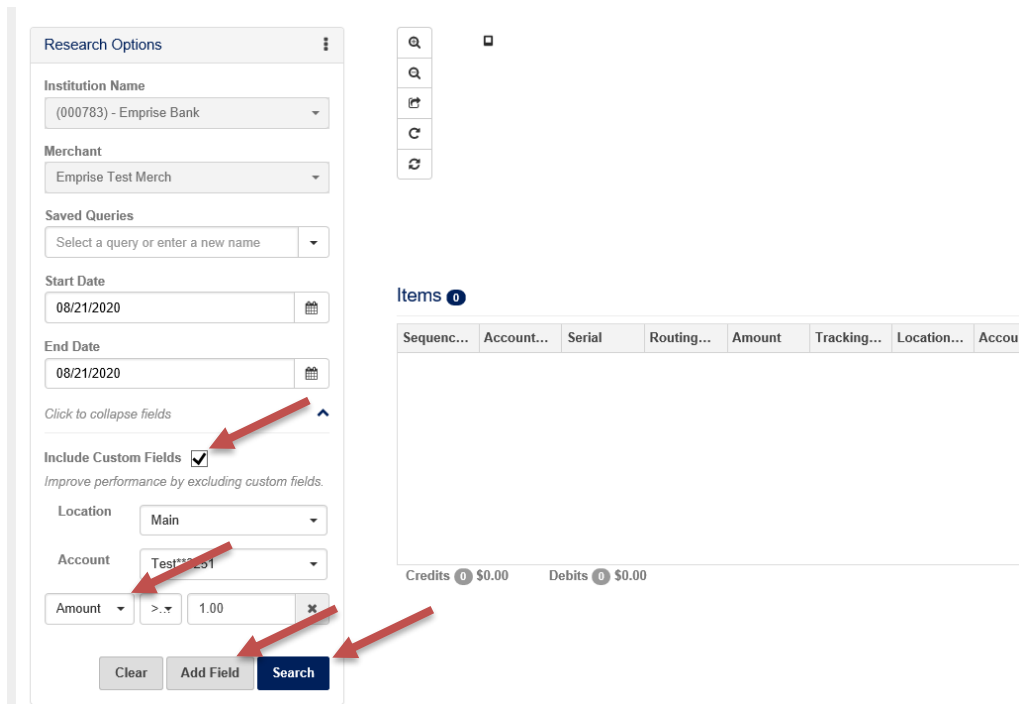 Research Options
Institution Name
(000783) - Emprise Bank
Merchant
Emprise Test Merch
Saved Queries
Select a query or enter a new name
Start Date
08/21/2020
End Date
08/21/2020
Click to collapse fields
Include Custom Fields
Improve performance by excluding custom fields.
Location
Main
Account
Amount
>...
1.00
Clear
Add Field
Search
Items 0
Sequenc... Account... Serial Routing... Amount Tracking... Location... Accou
Credits 0 $0.00 Debits 0 $0.00